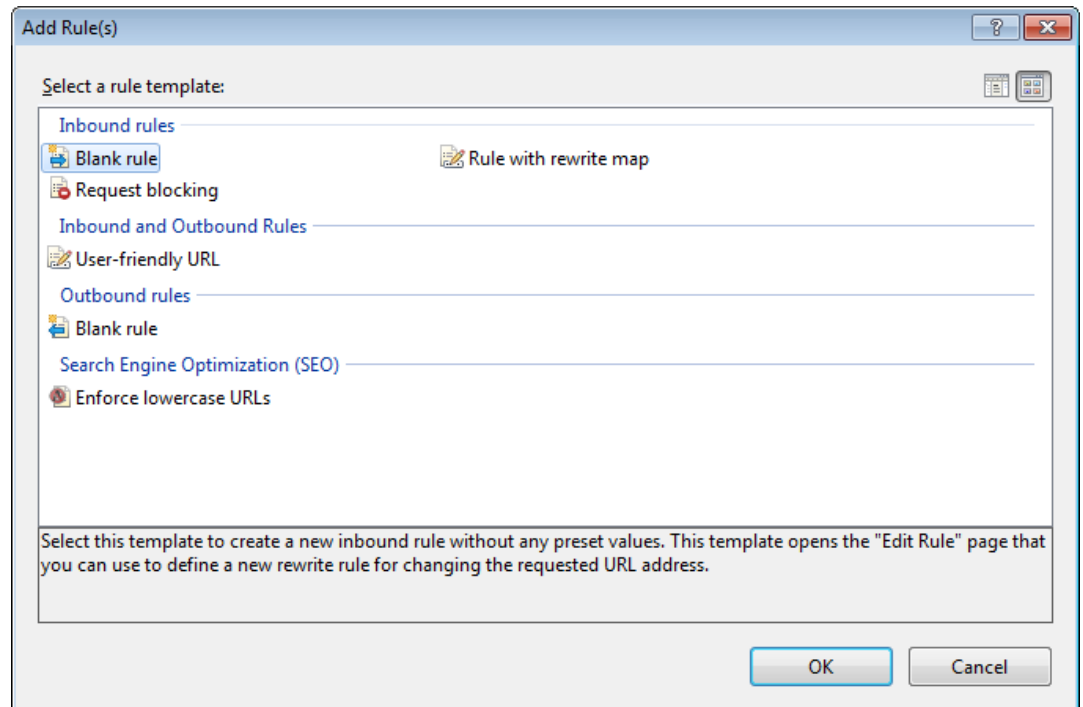 Add Rule(s)
Select a rule template:
Inbound rules
Blank rule
Rule with rewrite map
Request blocking
Inbound and Outbound Rules
User-friendly URL
Outbound rules
Blank rule
Search Engine Optimization (SEO)
Enforce lowercase URLs
Select this template to create a new inbound rule without any preset values. This template opens the "Edit Rule" page that
you can use to define a new rewrite rule for changing the requested URL address.
OK
Cancel